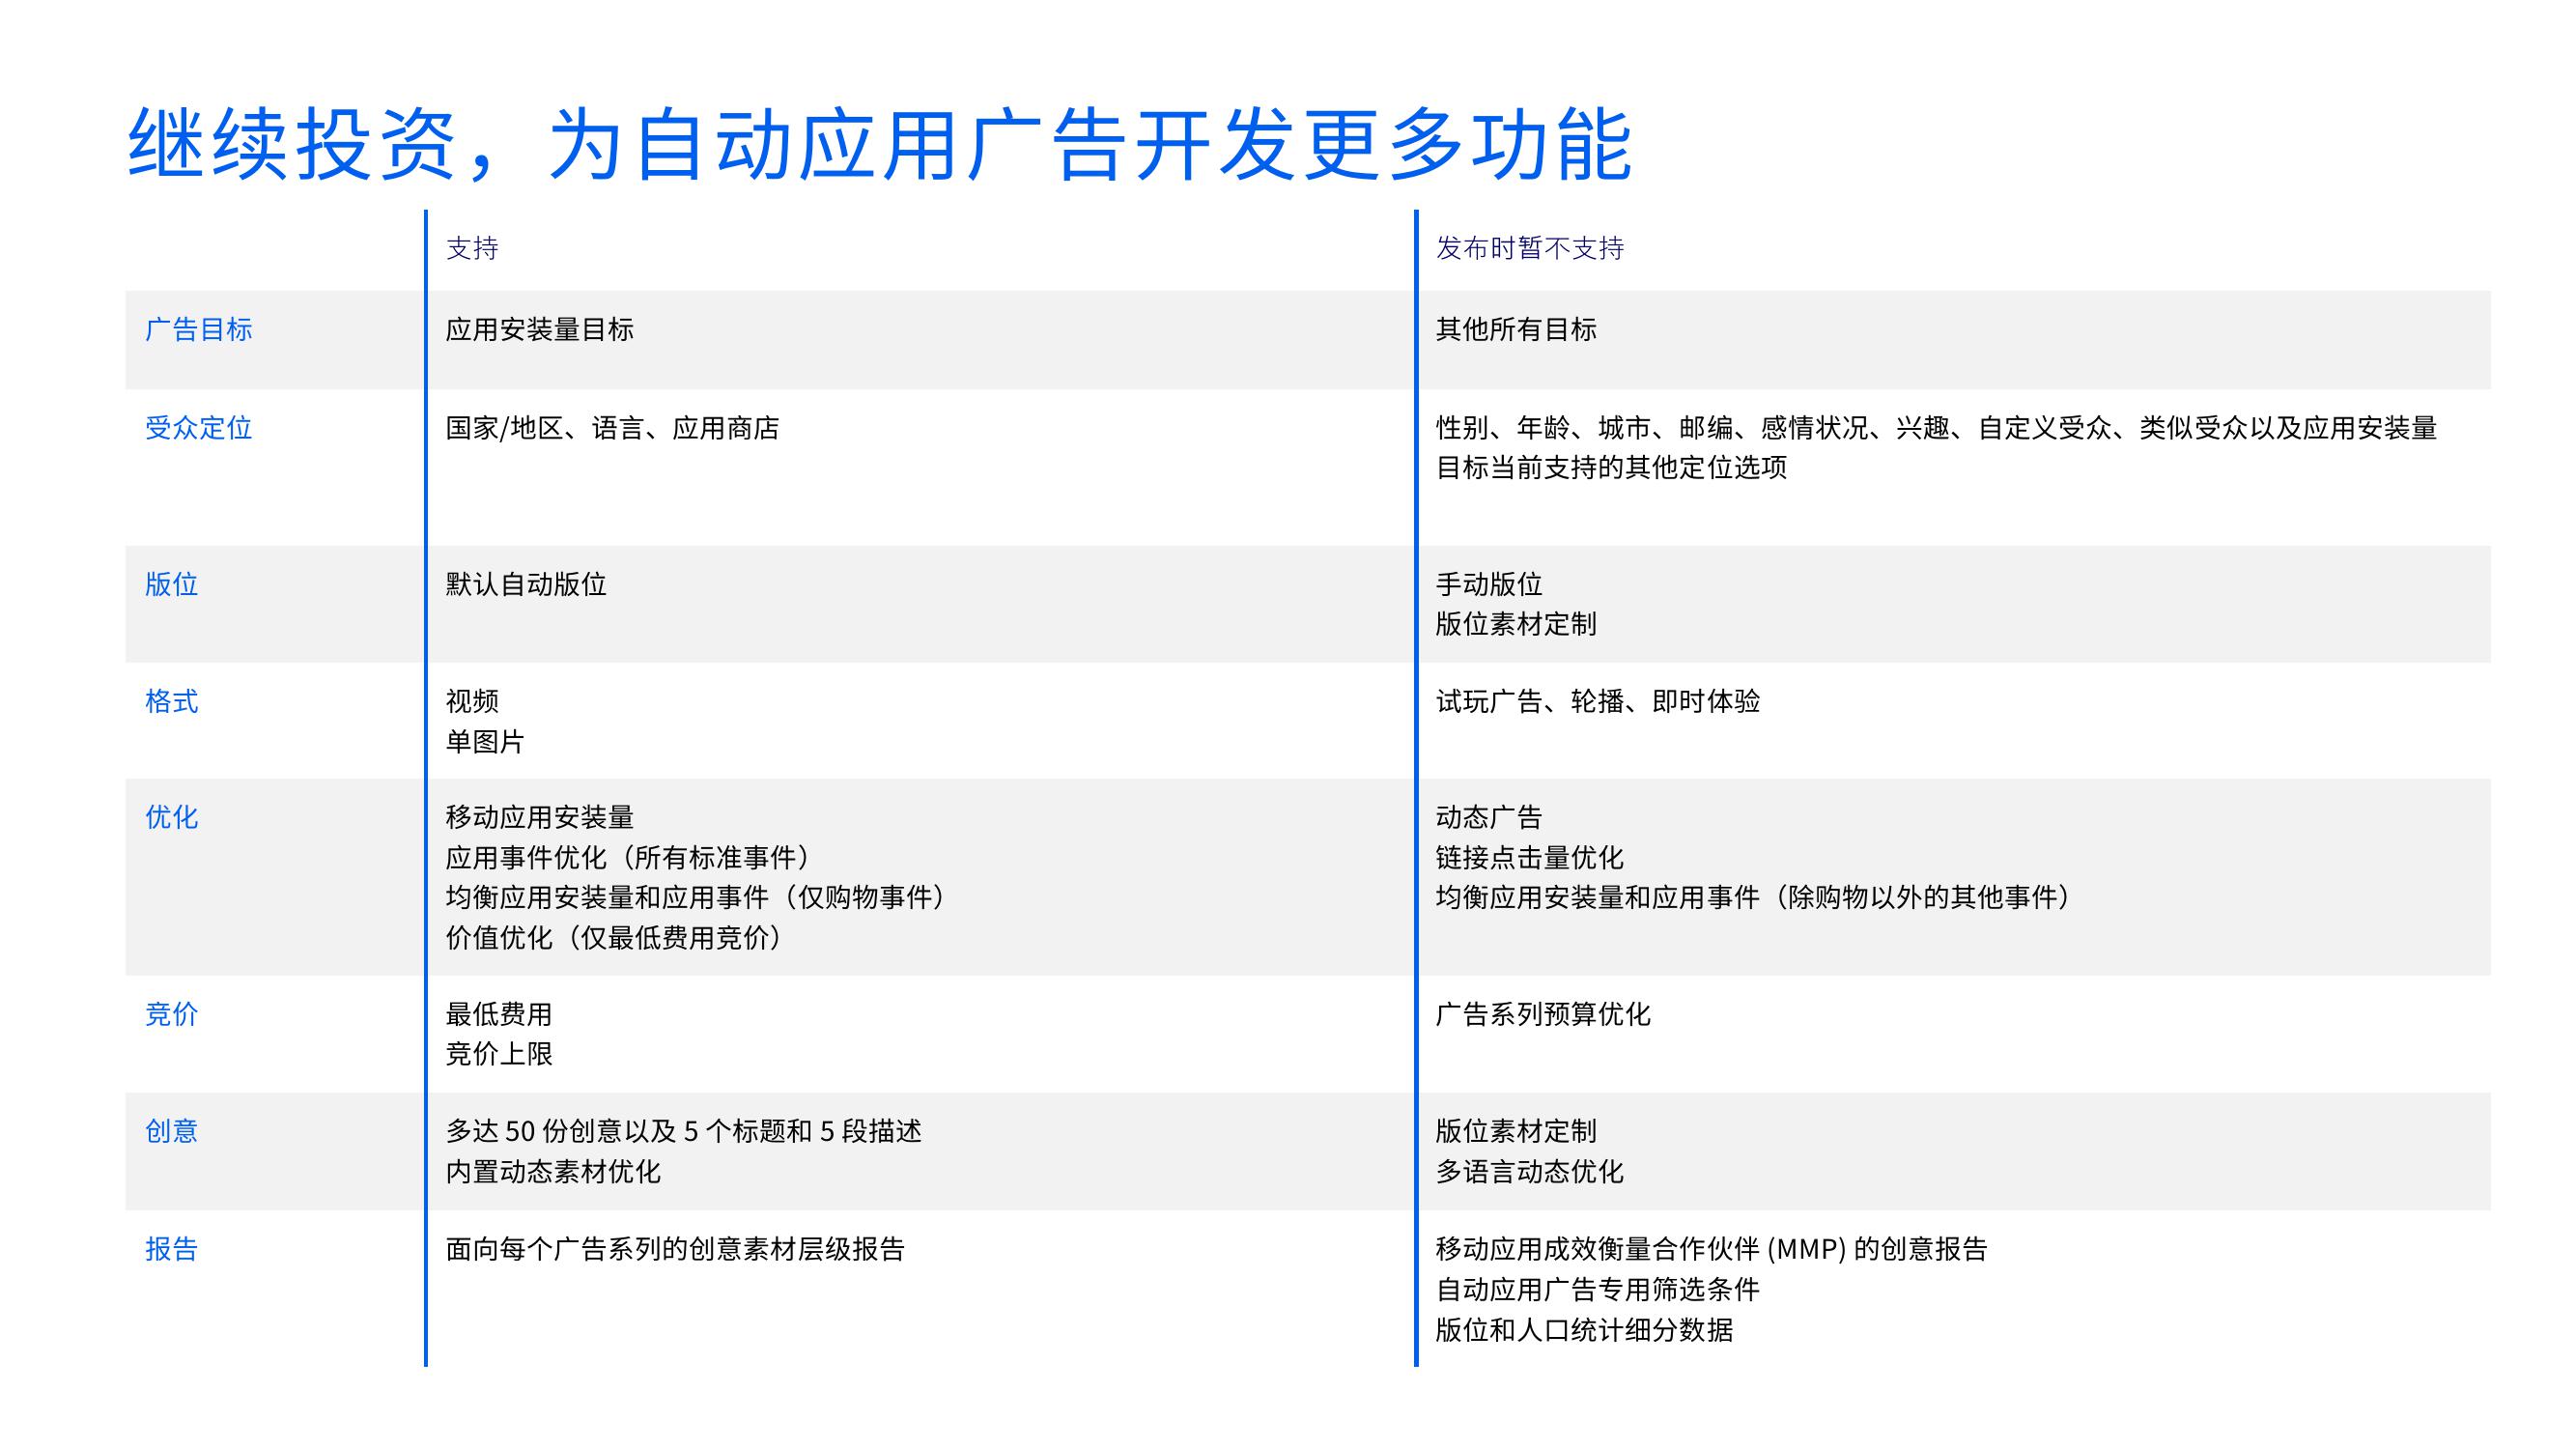 继续投资，为自动应用广告开发更多功能
支持
发布时暂不支持
广告目标
应用安装量目标
其他所有目标
受众定位
国家/地区、语言、应用商店
性别、年龄、城市、邮编、感情状况、兴趣、自定义受众、类似受众以及应用安装量
目标当前支持的其他定位选项
版位
默认自动版位
手动版位
版位素材定制
格式
视频
单图片
试玩广告、轮播、即时体验
优化
移动应用安装量
应用事件优化（所有标准事件）
均衡应用安装量和应用事件（仅购物事件）
价值优化（仅最低费用竞价）
动态广告
链接点击量优化
均衡应用安装量和应用事件（除购物以外的其他事件）
竞价
最低费用
竞价上限
广告系列预算优化
创意
多达 50 份创意以及 5 个标题和 5 段描述
内置动态素材优化
版位素材定制
多语言动态优化
报告
面向每个广告系列的创意素材层级报告
移动应用成效衡量合作伙伴 (MMP) 的创意报告
自动应用广告专用筛选条件
版位和人口统计细分数据